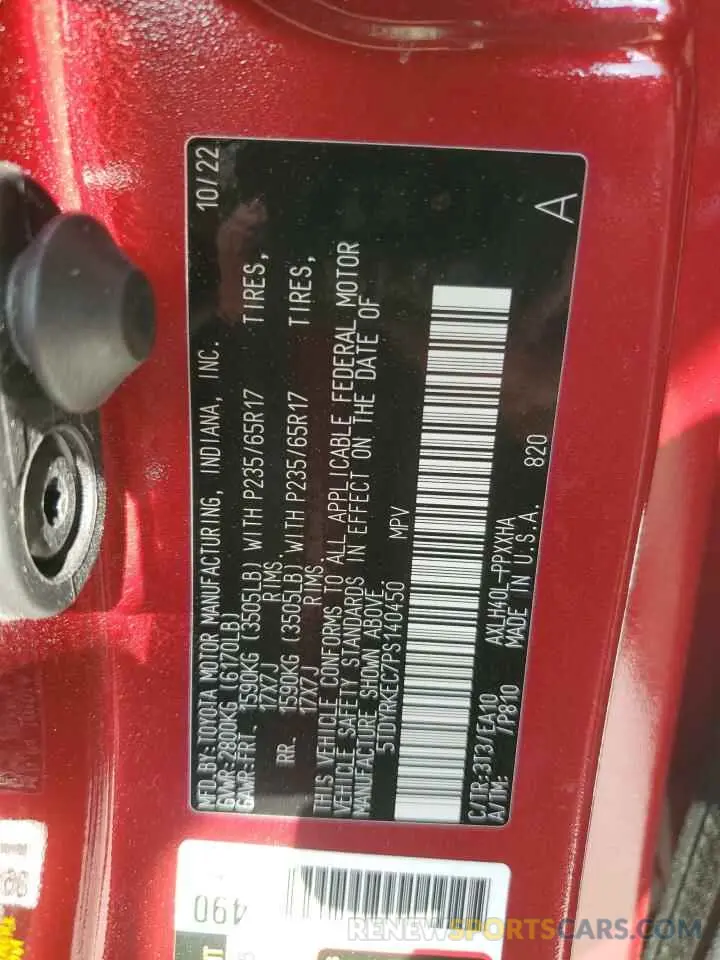 MFD.BY:TOYOTA MOTOR MANUFACTURING, INDIANA, INC. 10/22
GWR-2800KG (6170LB)
GAWR-FRT. 1590KG (3505LB) WITH P235/65R17 TIRES,
17X7J RIMS.
RR. 1590KG (3505LB) WITH P235/65R17 TIRES,
17X7J RIMS.
THIS VEHICLE CONFORMS TO ALL APPLICABLE FEDERAL MOTOR
VEHICLE SAFETY STANDARDS IN EFFECT ON THE DATE OF
MANUFACTURE SHOWN ABOVE.
5TDYRKEC7PS140450 MPV
C/TR:3T3/EA10 AXLH40L-PPXXHA
A/TM: /P810 MADE IN U.S.A. 820
A
490
RENEWSPORTSCARS.COM